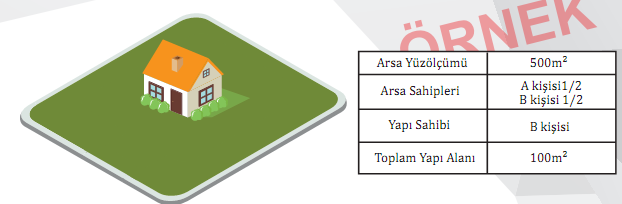 ÖRNEK
Arsa Yüzölçümü 500m²
Arsa Sahipleri A kişisi1/2
B kişisi 1/2
Yapı Sahibi B kişisi
Toplam Yapı Alanı 100m²